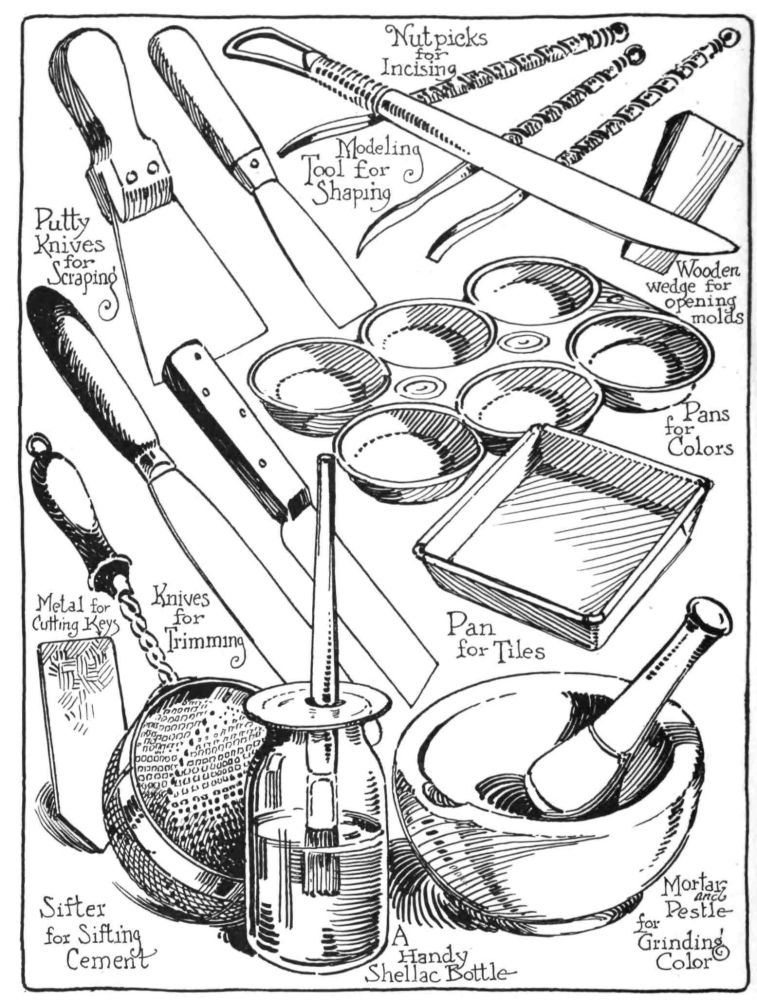 Nutpicks
for
Incising
Modeling
Tool for
Shaping
Putty
Knives
for
Scraping
Wooden
wedge for
opening
molds
Pans
for
Colors
Metal for
Cutting Keys
Knives
for
Trimming
Pan
for Tiles
Sifter
for Sifting
Cement
A
Handy
Shellac Bottle
Mortar
and
Pestle
for
Grinding
Color